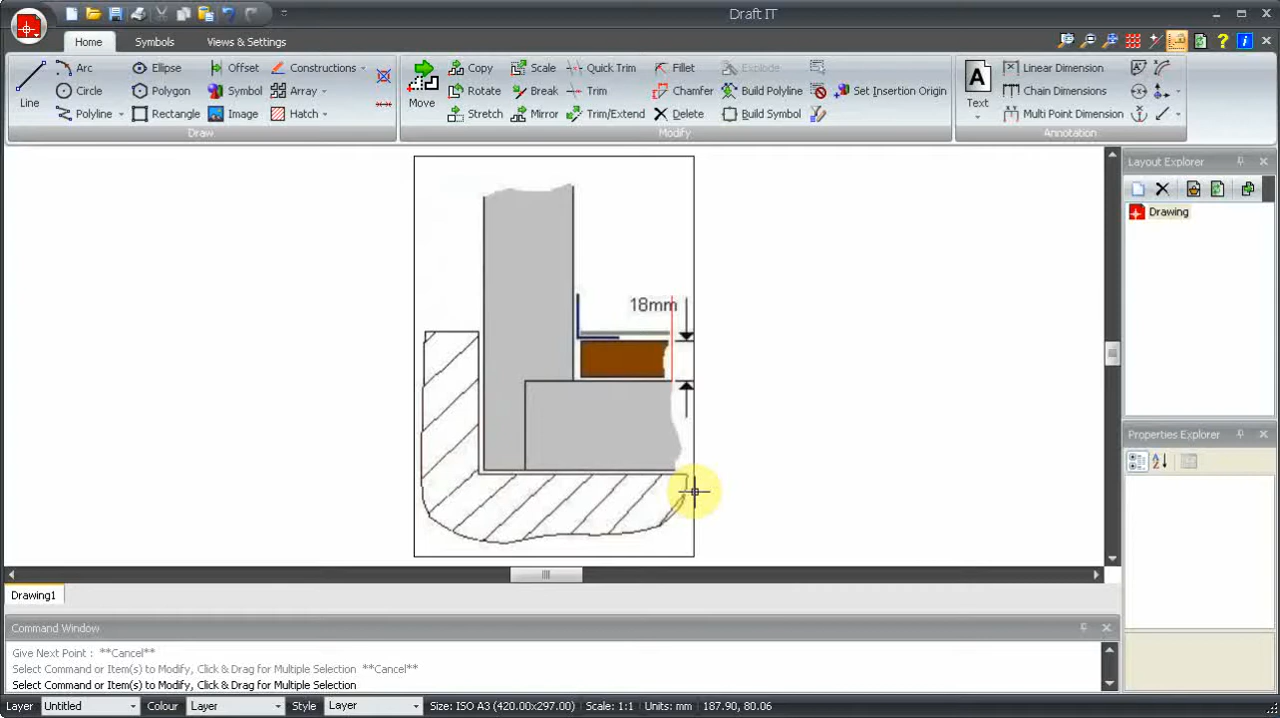 Draft IT
Home Symbols Views & Settings
Line Arc Ellipse Offset Constructions
Circle Polygon Symbol Array
Polyline Rectangle Image Hatch
Draw
Move Copy Scale Quick Trim Fillet Explode
Rotate Break Trim Chamfer Build Polyline Set Insertion Origin
Stretch Mirror Trim/Extend Delete Build Symbol
Modify
A Text Linear Dimension
Chain Dimensions
Multi Point Dimension
Annotation
Layout Explorer
Drawing
18mm
Properties Explorer
A Z
Drawing1
Command Window
Give Next Point : **Cancel**
Select Command or Item(s) to Modify, Click & Drag for Multiple Selection **Cancel**
Select Command or Item(s) to Modify, Click & Drag for Multiple Selection
Layer Untitled Colour Layer Style Layer Size: ISO A3 (420.00x297.00) Scale: 1:1 Units: mm 187.90, 80.06